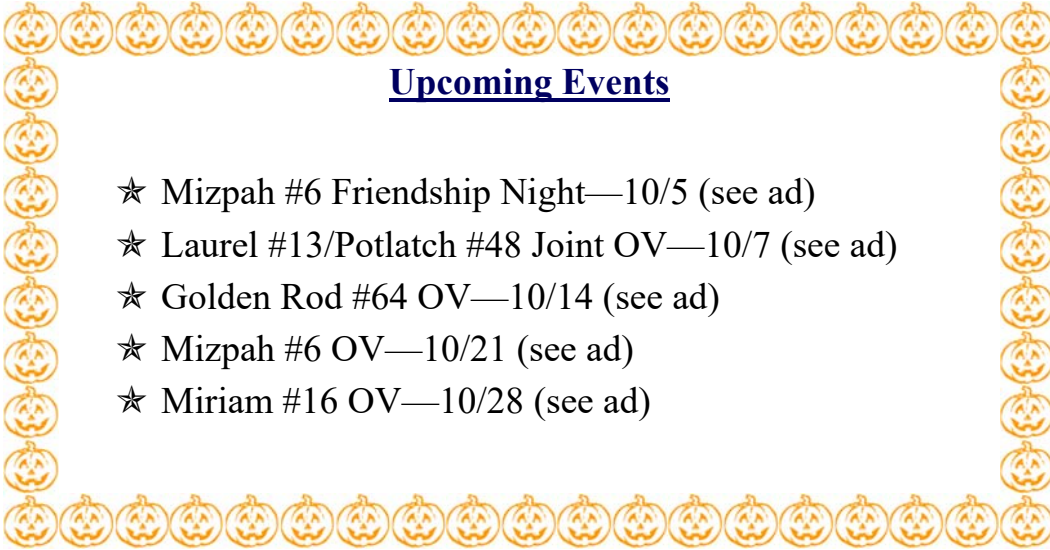 Upcoming Events
✯ Mizpah #6 Friendship Night—10/5 (see ad)
✯ Laurel #13/Potlatch #48 Joint OV—10/7 (see ad)
✯ Golden Rod #64 OV—10/14 (see ad)
✯ Mizpah #6 OV—10/21 (see ad)
✯ Miriam #16 OV—10/28 (see ad)